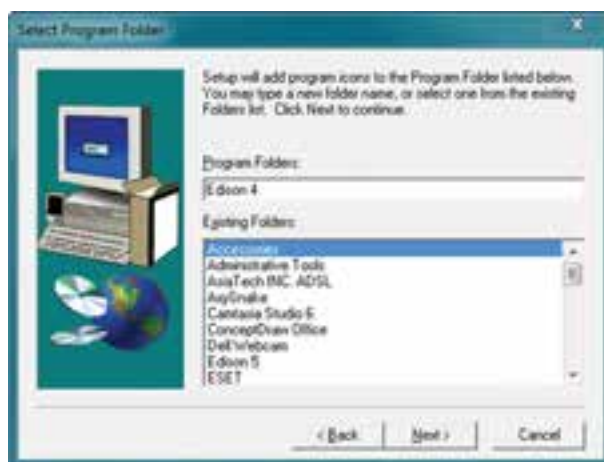 Select Program Folder
Setup will add program icons to the Program Folder listed below.
You may type a new folder name, or select one from the existing
Folders list. Click Next to continue.
Program Folders:
Edison 4
Existing Folders:
Accessories
Administrative Tools
AsiaTech INC. ADSL
AxySnake
Camtasia Studio 6
ConceptDraw Office
Dell Webcam
Edison 5
ESET
< Back
Next >
Cancel